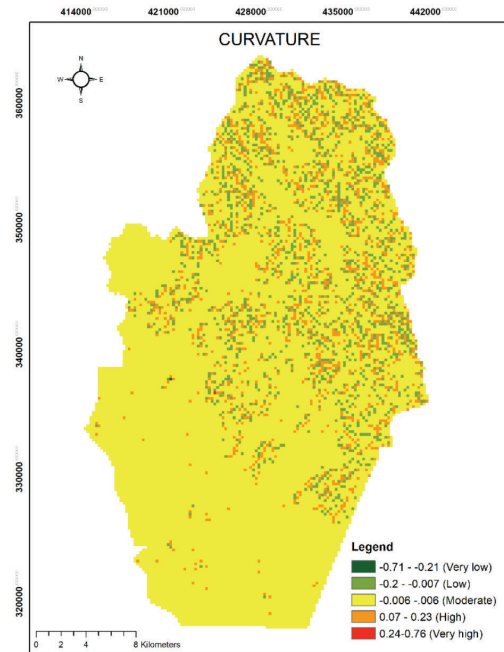 414000 421000 428000 435000 442000
CURVATURE
N
W E
S
360000
350000
340000
330000
320000
Legend
-0.71 - -0.21 (Very low)
-0.2 - -0.007 (Low)
-0.006 -.006 (Moderate)
0.07 - 0.23 (High)
0.24-0.76 (Very high)
0 2 4 8 Kilometers